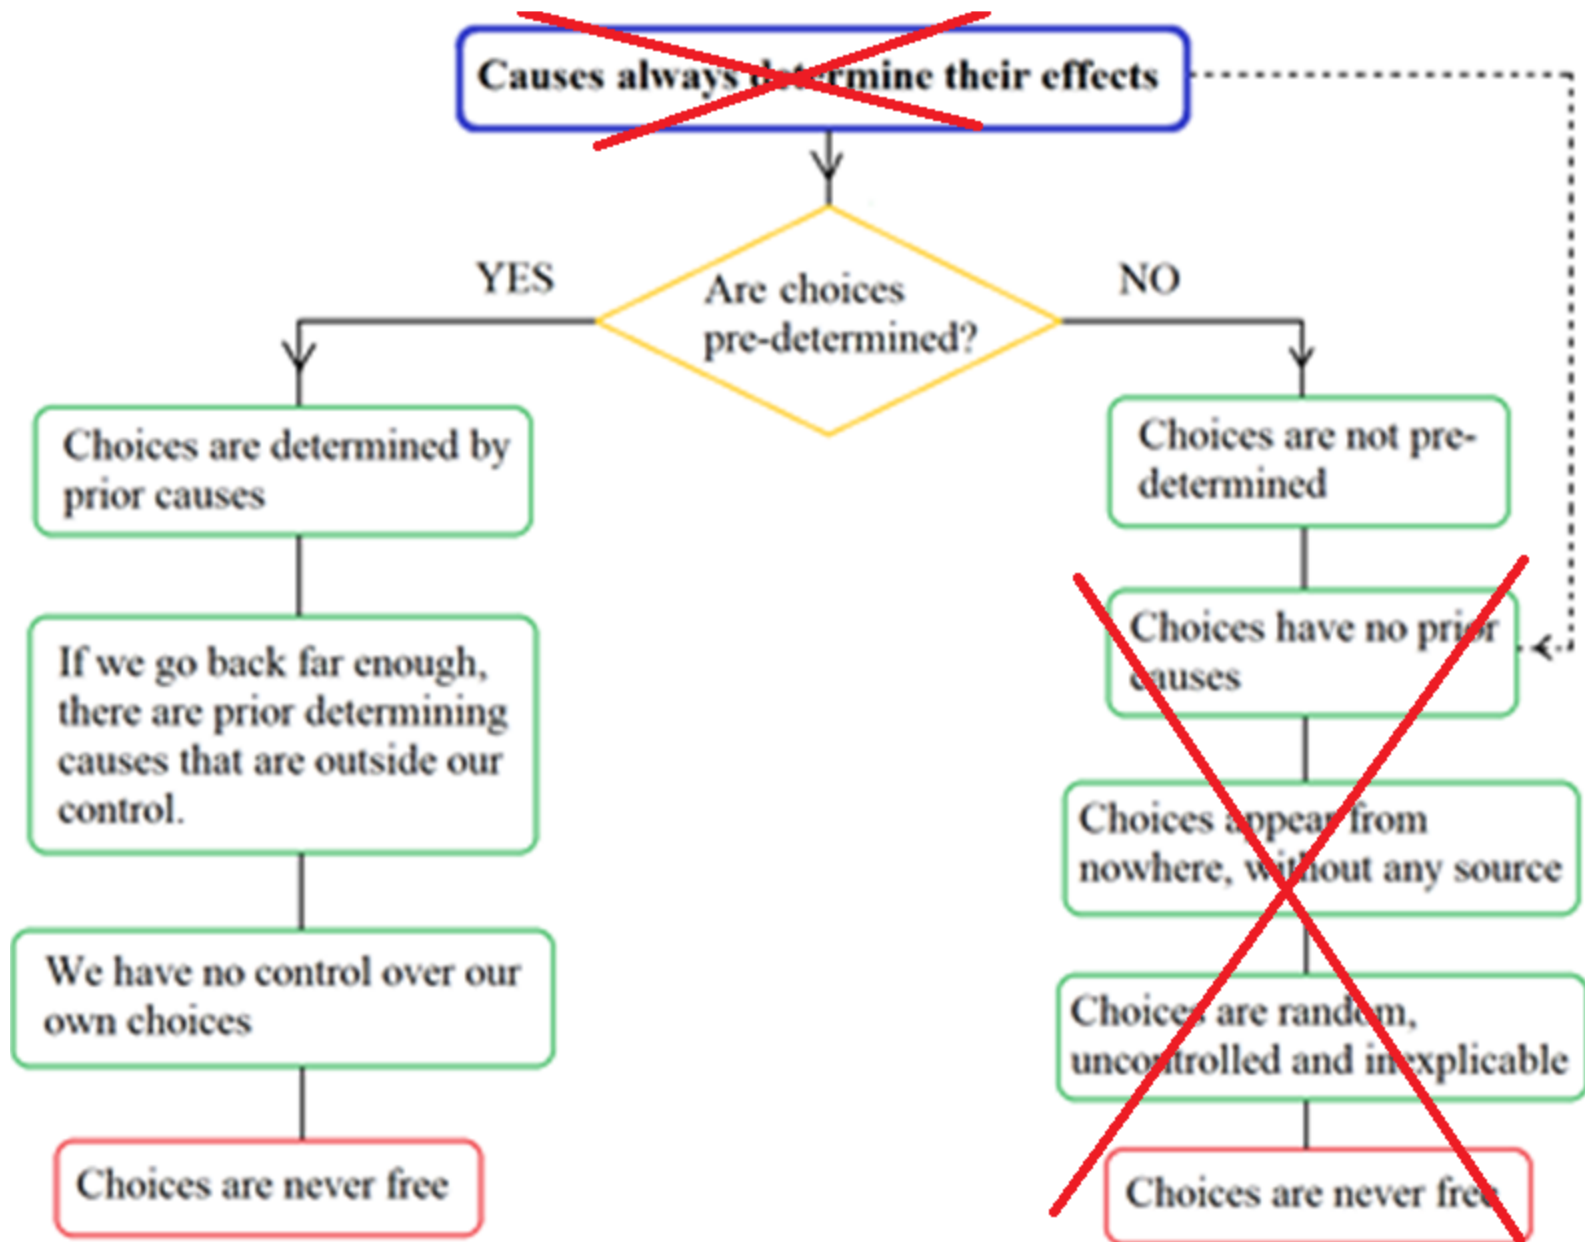 Causes always determine their effects
YES
NO
Are choices
pre-determined?
Choices are determined by
prior causes
If we go back far enough,
there are prior determining
causes that are outside our
control.
We have no control over our
own choices
Choices are never free
Choices are not pre-
determined
Choices have no prior
causes
Choices appear from
nowhere, without any source
Choices are random,
uncontrolled and inexplicable
Choices are never free